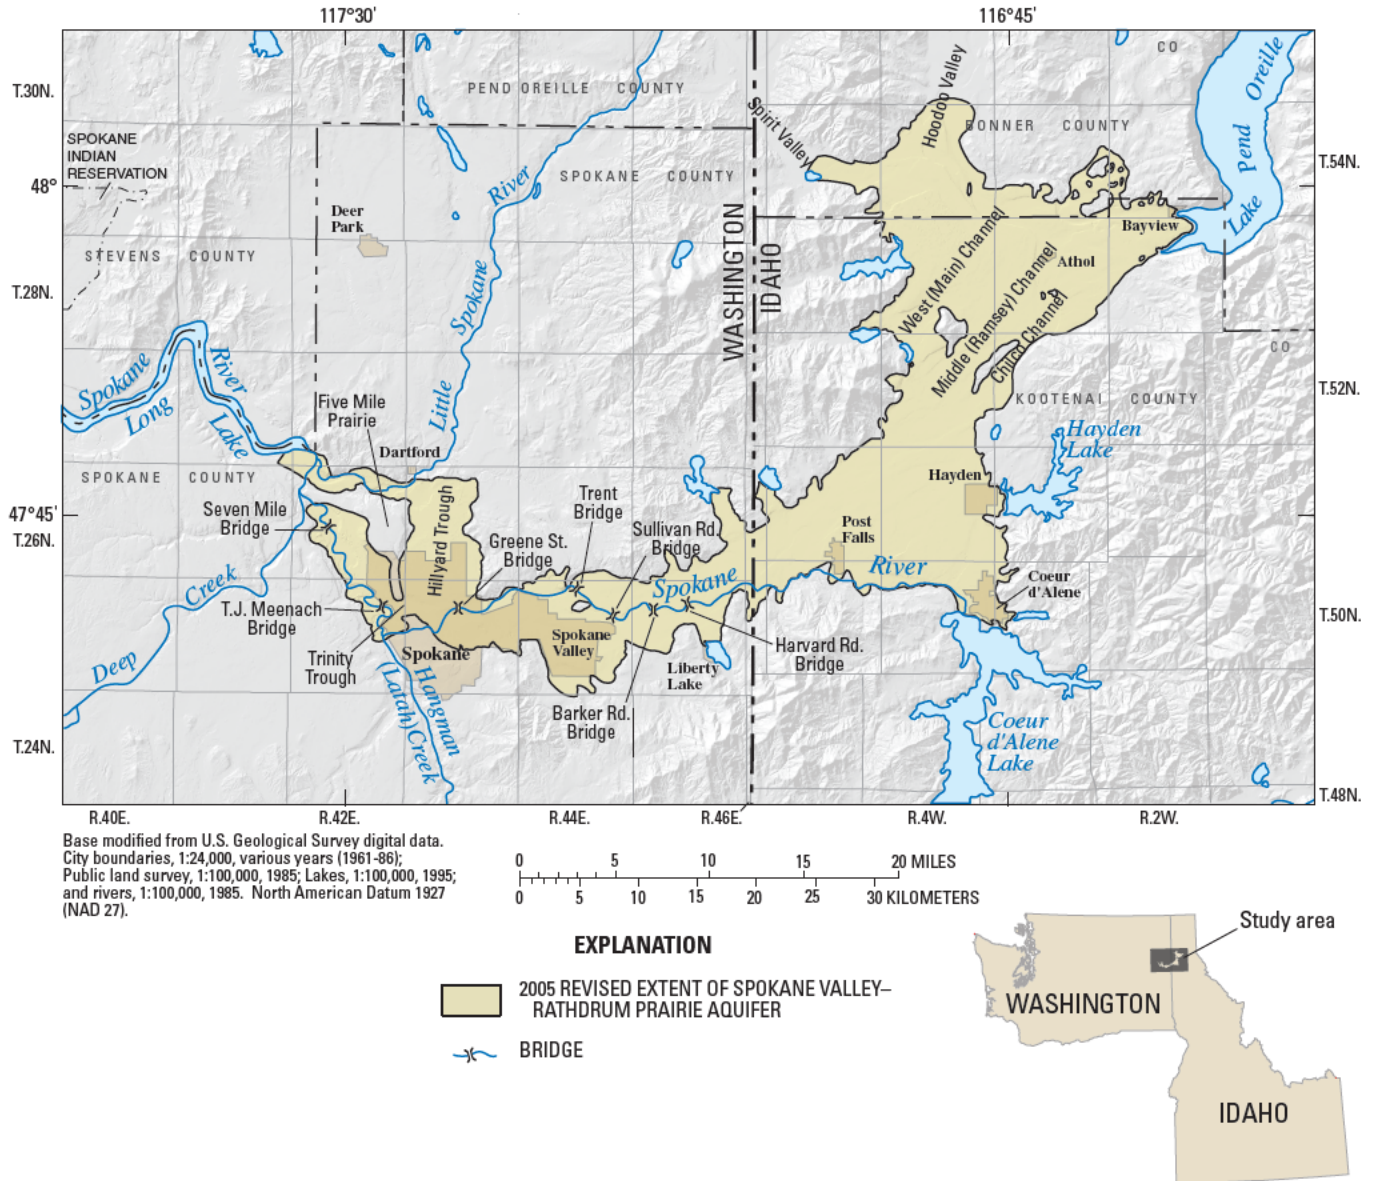 117°30'
116°45'
T.30N.
PEND OREILLE COUNTY
CO
Lake Pend Oreille
Hoodoo Valley
Spirit Valley
BONNER COUNTY
SPOKANE
INDIAN
RESERVATION
48°
T.54N.
SPOKANE COUNTY
Little Spokane River
Deer
Park
WASHINGTON
IDAHO
Bayview
STEVENS COUNTY
Athol
West (Main) Channel
Middle (Ramsey) Channel
Chilco Channel
T.28N.
CO
Spokane River
Long Lake
T.52N.
KOOTENAI COUNTY
Five Mile
Prairie
Dartford
Hayden
Lake
SPOKANE COUNTY
Hayden
Hillyard Trough
Trent
Bridge
Seven Mile
Bridge
47°45'
T.26N.
Sullivan Rd.
Bridge
Post
Falls
Greene St.
Bridge
Spokane River
Creek
Deep
Coeur
d'Alene
T.J. Meenach
Bridge
T.50N.
Spokane
Valley
Harvard Rd.
Bridge
Trinity
Trough
Spokane
Liberty
Lake
Hangman
(Latah) Creek
Barker Rd.
Bridge
Coeur
d'Alene
Lake
T.24N.
T.48N.
R.40E.
R.42E.
R.44E.
R.46E.
R.4W.
R.2W.
Base modified from U.S. Geological Survey digital data.
City boundaries, 1:24,000, various years (1961-86);
Public land survey, 1:100,000, 1985; Lakes, 1:100,000, 1995;
and rivers, 1:100,000, 1985. North American Datum 1927
(NAD 27).
0 5 10 15 20 MILES
0 5 10 15 20 25 30 KILOMETERS
EXPLANATION
2005 REVISED EXTENT OF SPOKANE VALLEY–
RATHDRUM PRAIRIE AQUIFER
BRIDGE
Study area
WASHINGTON
IDAHO